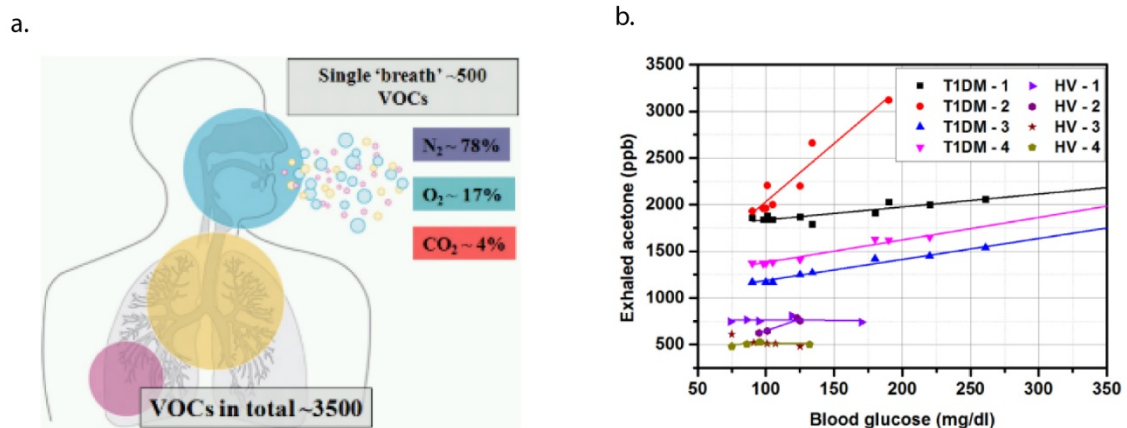 a.
Single ‘breath’ ~500
VOCs
N₂ ~ 78%
O₂ ~ 17%
CO₂ ~ 4%
VOCs in total ~3500
b.
Exhaled acetone (ppb)
3500
3000
2500
2000
1500
1000
500
T1DM - 1
HV - 1
T1DM - 2
HV - 2
T1DM - 3
HV - 3
T1DM - 4
HV - 4
50
100
150
200
250
300
350
Blood glucose (mg/dl)